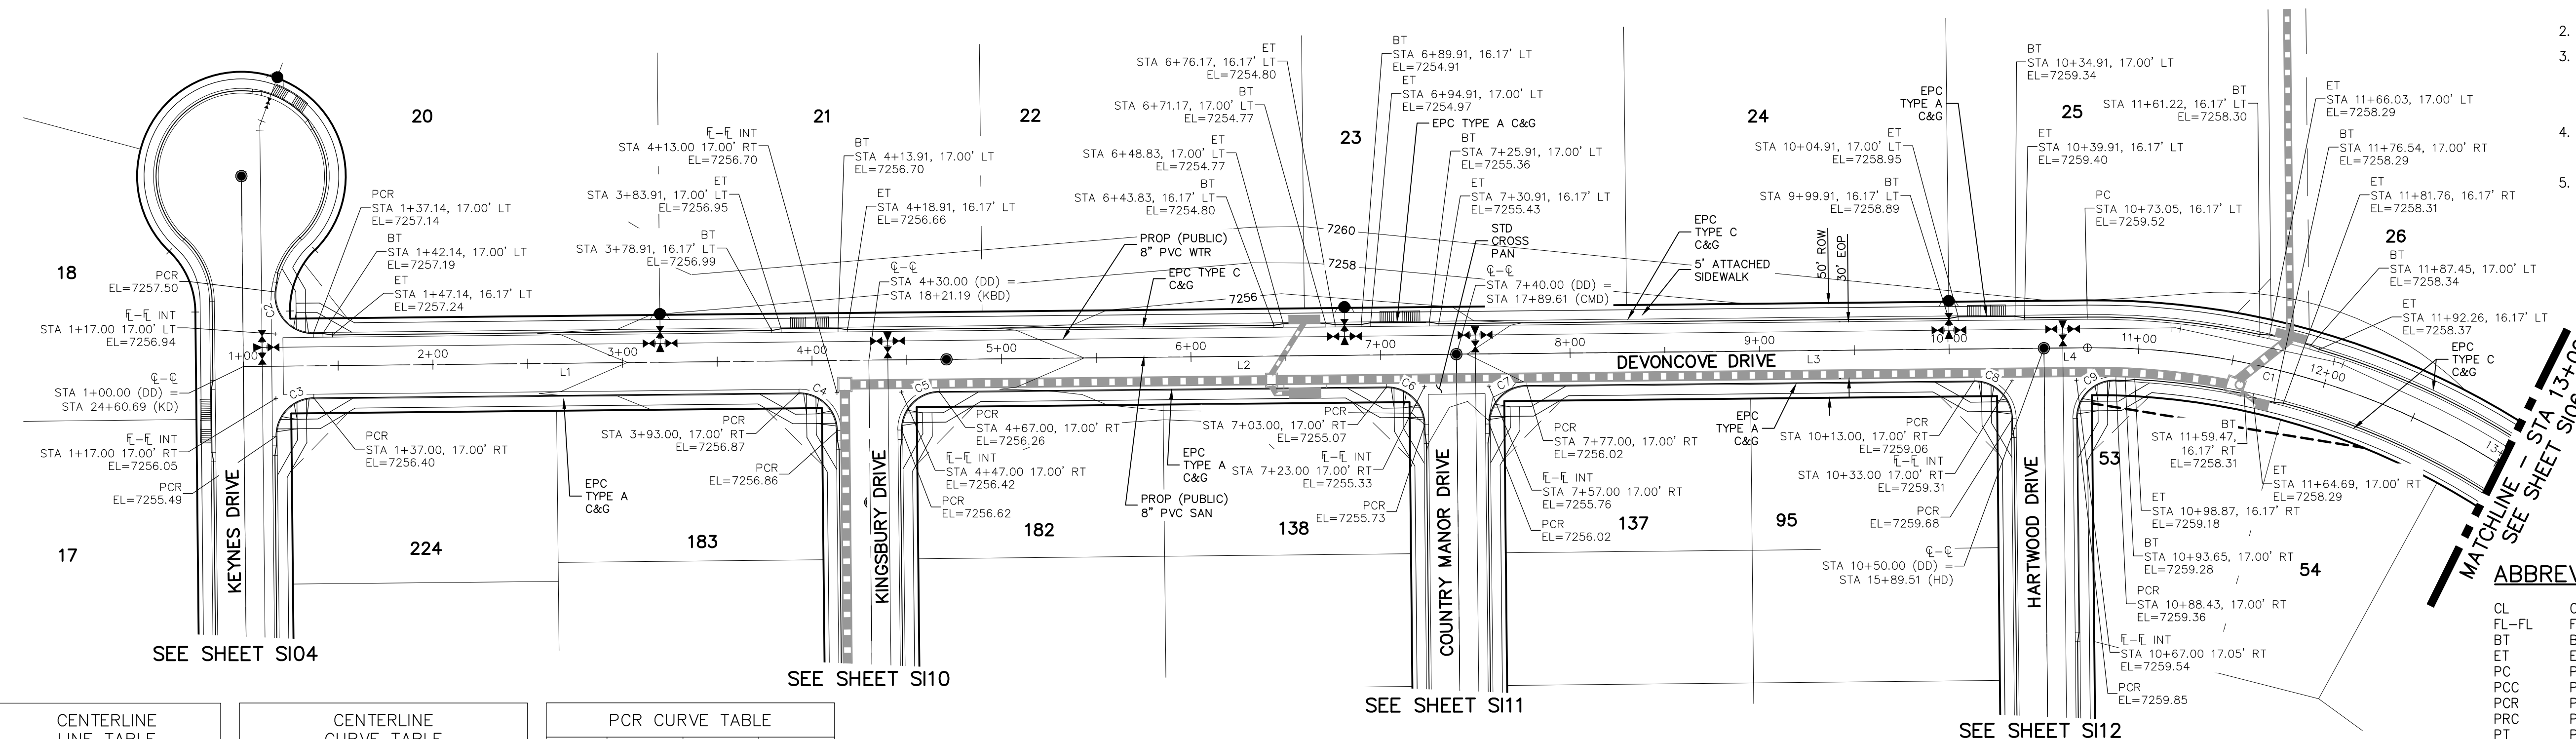 2.
3.
4.
5.
20
21
22
23
24
25
26
18
17
224
183
182
138
137
95
53
54
PCR
EL=7257.50
F̲L̲-F̲L̲ INT
STA 1+17.00 17.00' LT
EL=7256.94
℄-℄
STA 1+00.00 (DD) =
STA 24+60.69 (KD)
FL-FL INT
STA 1+17.00 17.00' RT
EL=7256.05
PCR
EL=7255.49
PCR
STA 1+37.14, 17.00' LT
EL=7257.14
BT
STA 1+42.14, 17.00' LT
EL=7257.19
ET
STA 1+47.14, 16.17' LT
EL=7257.24
PCR
STA 1+37.00, 17.00' RT
EL=7256.40
EPC
TYPE A
C&G
FL-FL INT
STA 4+13.00 17.00' RT
EL=7256.70
ET
STA 3+83.91, 17.00' LT
EL=7256.95
BT
STA 3+78.91, 16.17' LT
EL=7256.99
BT
STA 4+13.91, 17.00' LT
EL=7256.70
ET
STA 4+18.91, 16.17' LT
EL=7256.66
℄-℄
STA 4+30.00 (DD) =
STA 18+21.19 (KBD)
PCR
STA 3+93.00, 17.00' RT
EL=7256.87
PCR
EL=7256.86
PCR
STA 4+67.00, 17.00' RT
EL=7256.26
FL-FL INT
STA 4+47.00 17.00' RT
EL=7256.42
PCR
EL=7256.62
PROP (PUBLIC)
8" PVC WTR
EPC TYPE C
C&G
7256
7258
7260
ET
STA 6+76.17, 16.17' LT
EL=7254.80
BT
STA 6+71.17, 17.00' LT
EL=7254.77
ET
STA 6+48.83, 17.00' LT
EL=7254.77
BT
STA 6+43.83, 16.17' LT
EL=7254.80
BT
STA 6+89.91, 16.17' LT
EL=7254.91
ET
STA 6+94.91, 17.00' LT
EL=7254.97
EPC TYPE A C&G
BT
STA 7+25.91, 17.00' LT
EL=7255.36
ET
STA 7+30.91, 16.17' LT
EL=7255.43
STD
CROSS
PAN
℄-℄
STA 7+40.00 (DD) =
STA 17+89.61 (CMD)
PCR
STA 7+03.00, 17.00' RT
EL=7255.07
FL-FL INT
STA 7+23.00 17.00' RT
EL=7255.33
PCR
EL=7255.73
EPC
TYPE A
C&G
PROP (PUBLIC)
8" PVC SAN
PCR
STA 7+77.00, 17.00' RT
EL=7256.02
FL-FL INT
STA 7+57.00 17.00' RT
EL=7255.76
PCR
EL=7256.02
EPC
TYPE C
C&G
5' ATTACHED
SIDEWALK
50' ROW
30' EOP
EPC
TYPE A
C&G
ET
STA 10+04.91, 17.00' LT
EL=7258.95
BT
STA 9+99.91, 16.17' LT
EL=7258.89
BT
STA 10+34.91, 17.00' LT
EL=7259.34
ET
STA 10+39.91, 16.17' LT
EL=7259.40
PC
STA 10+73.05, 16.17' LT
EL=7259.52
BT
STA 11+61.22, 16.17' LT
EL=7258.30
ET
STA 11+66.03, 17.00' LT
EL=7258.29
BT
STA 11+76.54, 17.00' RT
EL=7258.29
ET
STA 11+81.76, 16.17' RT
EL=7258.31
BT
STA 11+87.45, 17.00' LT
EL=7258.34
ET
STA 11+92.26, 16.17' LT
EL=7258.37
EPC
TYPE C
C&G
EPC
TYPE A
C&G
PCR
STA 10+13.00, 17.00' RT
EL=7259.06
FL-FL INT
STA 10+33.00 17.00' RT
EL=7259.31
PCR
EL=7259.68
℄-℄
STA 10+50.00 (DD) =
STA 15+89.51 (HD)
BT
STA 11+59.47,
16.17' RT
EL=7258.31
ET
STA 11+64.69, 17.00' RT
EL=7258.29
ET
STA 10+98.87, 16.17' RT
EL=7259.18
BT
STA 10+93.65, 17.00' RT
EL=7259.28
PCR
STA 10+88.43, 17.00' RT
EL=7259.36
FL-FL INT
STA 10+67.00 17.05' RT
EL=7259.54
PCR
EL=7259.85
1+00
2+00
3+00
4+00
5+00
6+00
7+00
8+00
9+00
10+00
11+00
12+00
13+
L1
L2
L3
L4
C1
C2
C3
C4
C5
C6
C7
C8
C9
DEVONCOVE DRIVE
KEYNES DRIVE
KINGSBURY DRIVE
COUNTRY MANOR DRIVE
HARTWOOD DRIVE
MATCHLINE - STA 13+00
SEE SHEET SI06
SEE SHEET SI04
SEE SHEET SI10
SEE SHEET SI11
SEE SHEET SI12
CENTERLINE
LINE TABLE
CENTERLINE
CURVE TABLE
PCR CURVE TABLE
ABBREV
CL
FL-FL
BT
ET
PC
PCC
PCR
PRC
PT